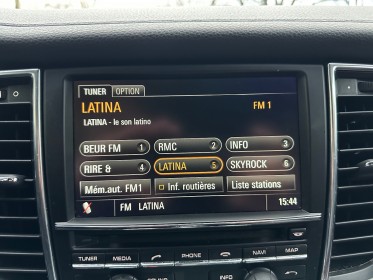 TUNER OPTION
LATINA FM 1
LATINA - le son latino
BEUR FM 1 RMC 2 INFO 3
RIRE & 4 LATINA 5 SKYROCK 6
Mém.aut. FM1 Inf. routières Liste stations
FM LATINA 15:44
TUNER MEDIA PHONE NAVI MAP
SOUND CAR INFO